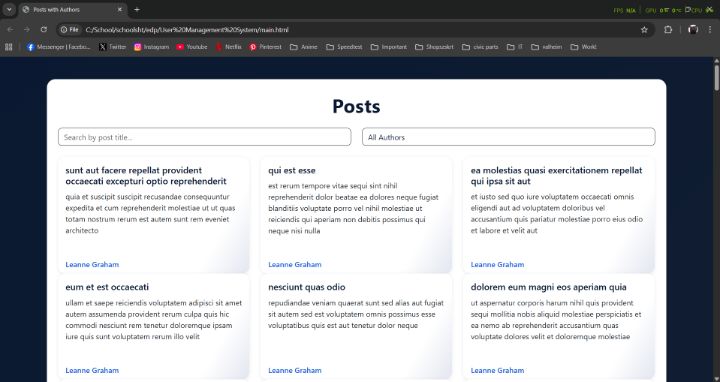 Posts with Authors
FPS N/A GPU 0 % 0 °C CPU
File C:/School/schoolsht/edp/User%20Management%20System/main.html
Messenger | Faceboo... Twitter Instagram Youtube Netflix Pinterest Anime Speedtest Important Shopuzskit civic parts IT valheim Work!
Posts
Search by post title...
All Authors
sunt aut facere repellat provident
occaecati excepturi optio reprehenderit
quia et suscipit suscipit recusandae consequuntur
expedita et cum reprehenderit molestiae ut ut quas
totam nostrum rerum est autem sunt rem eveniet
architecto
Leanne Graham
qui est esse
est rerum tempore vitae sequi sint nihil
reprehenderit dolor beatae ea dolores neque fugiat
blanditiis voluptate porro vel nihil molestiae ut
reiciendis qui aperiam non debitis possimus qui
neque nisi nulla
Leanne Graham
ea molestias quasi exercitationem repellat
qui ipsa sit aut
et iusto sed quo iure voluptatem occaecati omnis
eligendi aut ad voluptatem doloribus vel
accusantium quis pariatur molestiae porro eius odio
et labore et velit aut
Leanne Graham
eum et est occaecati
ullam et saepe reiciendis voluptatem adipisci sit amet
autem assumenda provident rerum culpa quis hic
commodi nesciunt rem tenetur doloremque ipsam
iure quis sunt voluptatem rerum illo velit
Leanne Graham
nesciunt quas odio
repudiandae veniam quaerat sunt sed alias aut fugiat
sit autem sed est voluptatem omnis possimus esse
voluptatibus quis est aut tenetur dolor neque
Leanne Graham
dolorem eum magni eos aperiam quia
ut aspernatur corporis harum nihil quis provident
sequi mollitia nobis aliquid molestiae perspiciatis et
ea nemo ab reprehenderit accusantium quas
voluptate dolores velit et doloremque molestiae
Leanne Graham